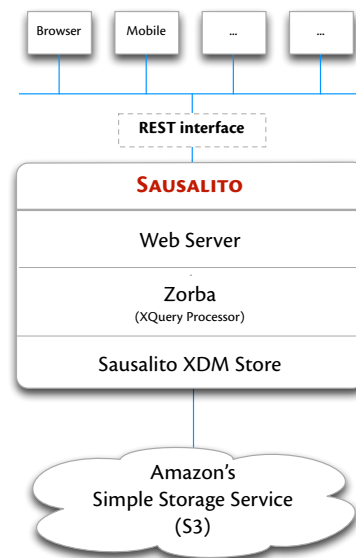 Browser
Mobile
...
...
REST interface
SAUSALITO
Web Server
Zorba
(XQuery Processor)
Sausalito XDM Store
Amazon's
Simple Storage Service
(S3)